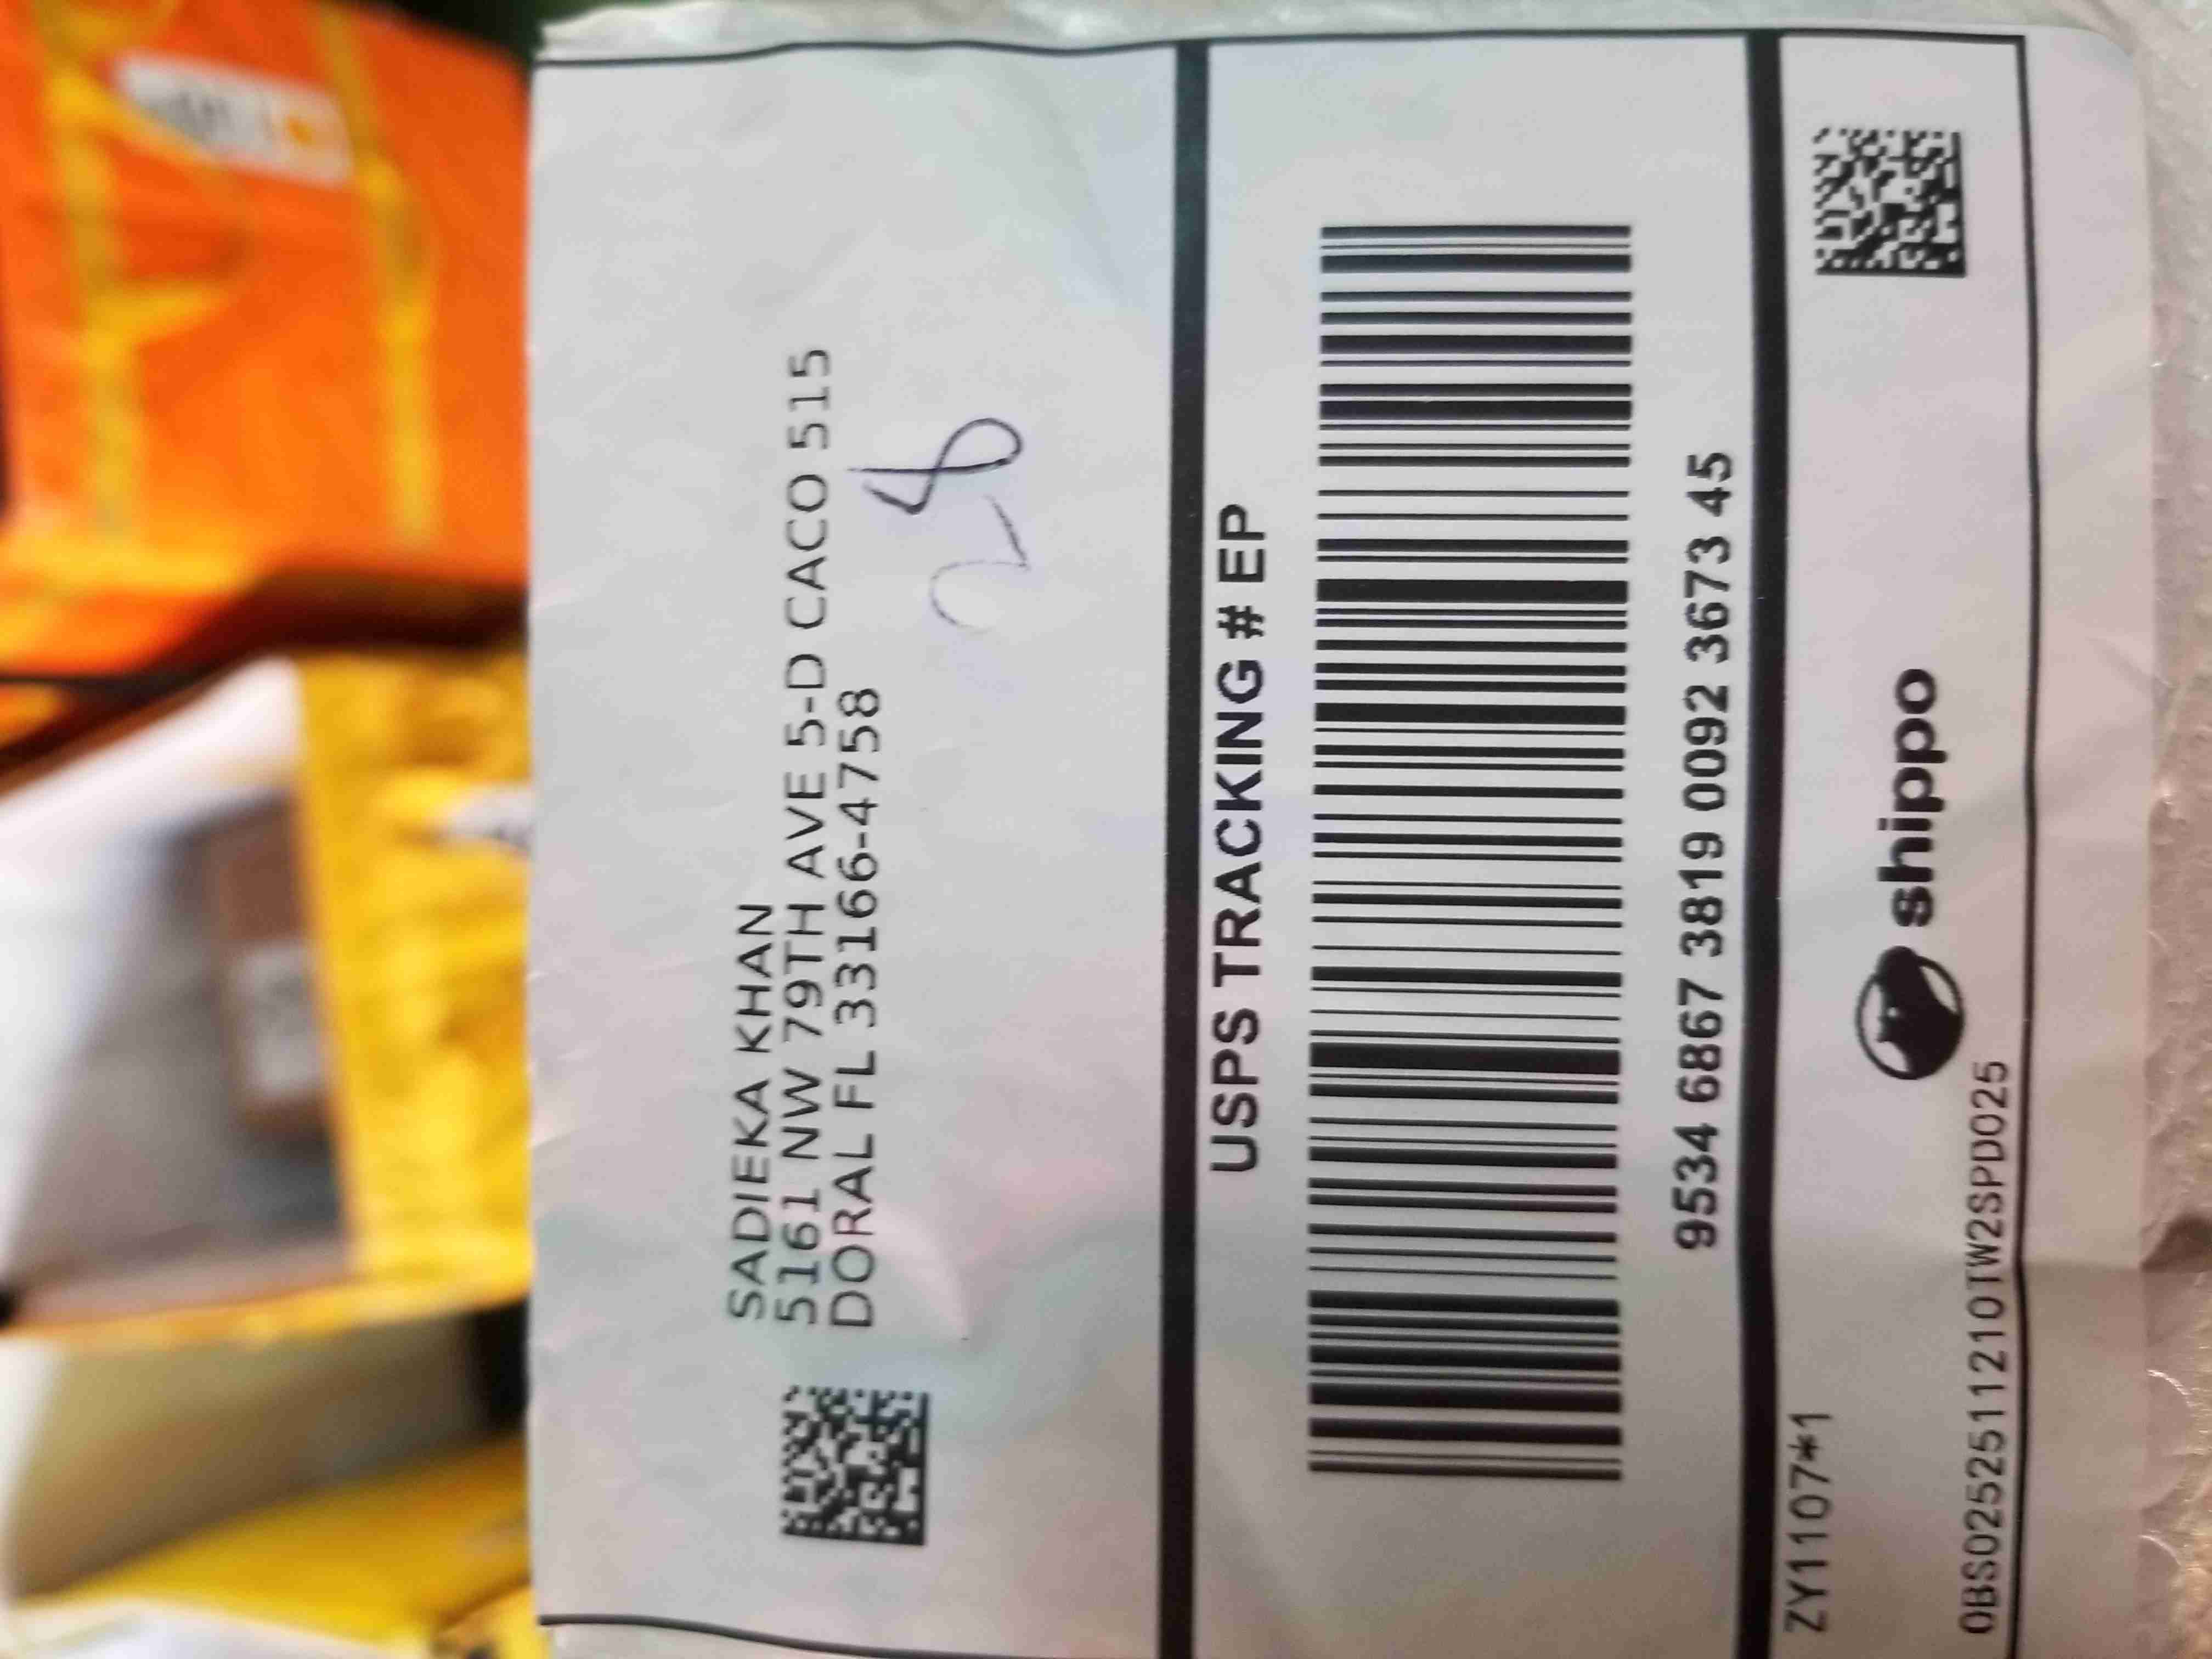 SADIEKA KHAN
5161 NW 79TH AVE 5-D CACO 515
DORAL FL 33166-4758
28
USPS TRACKING # EP
9534 6867 3819 0092 3673 45
ZY1107*1
shippo
0BS0252511210TW2SPD025